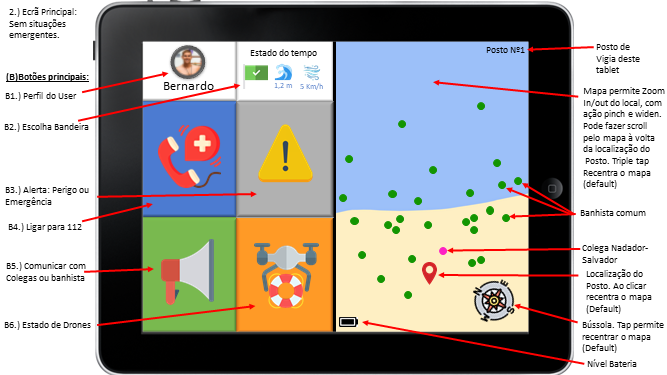 2.) Ecrã Principal:
Sem situações
emergentes.
(B)Botões principais:
B1.) Perfil do User
B2.) Escolha Bandeira
B3.) Alerta: Perigo ou
Emergência
B4.) Ligar para 112
B5.) Comunicar com
Colegas ou banhista
B6.) Estado de Drones
Bernardo
Estado do tempo
1,2 m
5 Km/h
Posto Nº1
N
E
S
W
Posto de
Vigia deste
tablet
Mapa permite Zoom
In/out do local, com
ação pinch e widen.
Pode fazer scroll
pelo mapa à volta
da localização do
Posto. Triple tap
Recentra o mapa
(default)
Banhista comum
Colega Nadador-
Salvador
Localização do
Posto. Ao clicar
recentra o mapa
(Default)
Bússola. Tap permite
recentrar o mapa
(Default)
Nível Bateria